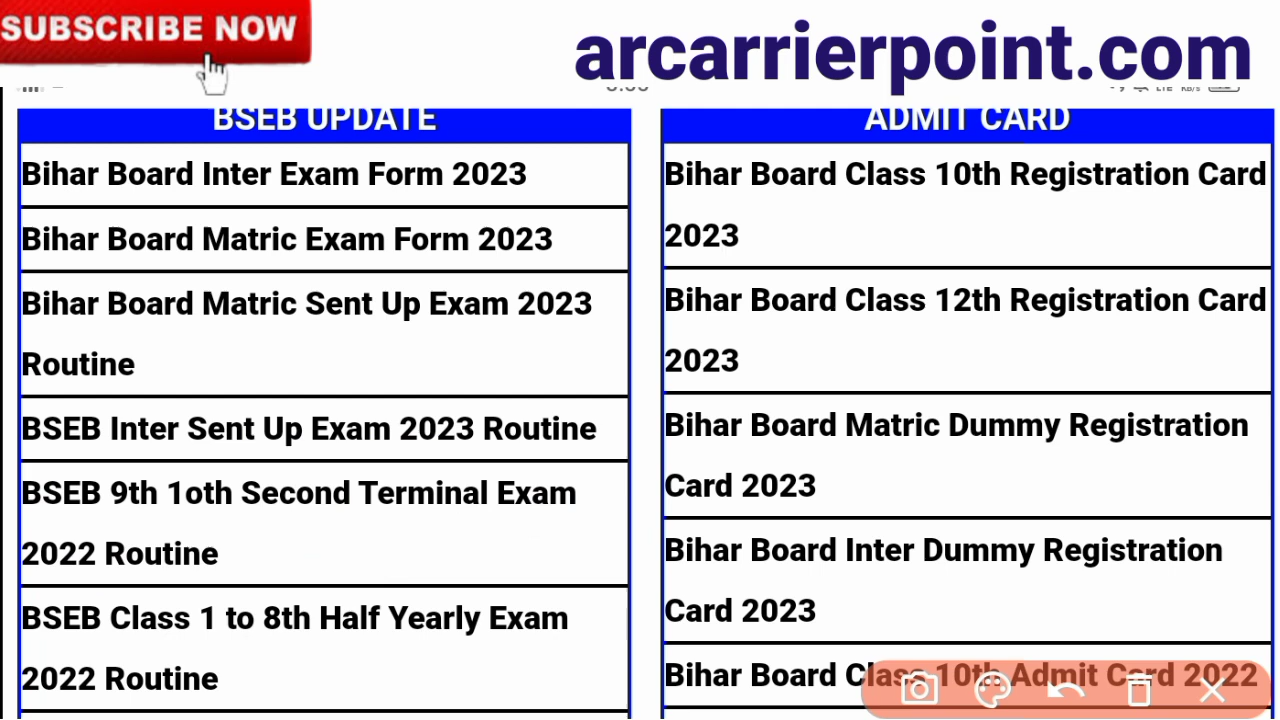 SUBSCRIBE NOW
arcarrierpoint.com
BSEB UPDATE
Bihar Board Inter Exam Form 2023
Bihar Board Matric Exam Form 2023
Bihar Board Matric Sent Up Exam 2023
Routine
BSEB Inter Sent Up Exam 2023 Routine
BSEB 9th 1oth Second Terminal Exam
2022 Routine
BSEB Class 1 to 8th Half Yearly Exam
2022 Routine
ADMIT CARD
Bihar Board Class 10th Registration Card
2023
Bihar Board Class 12th Registration Card
2023
Bihar Board Matric Dummy Registration
Card 2023
Bihar Board Inter Dummy Registration
Card 2023
Bihar Board Class 10th Admit Card 2022